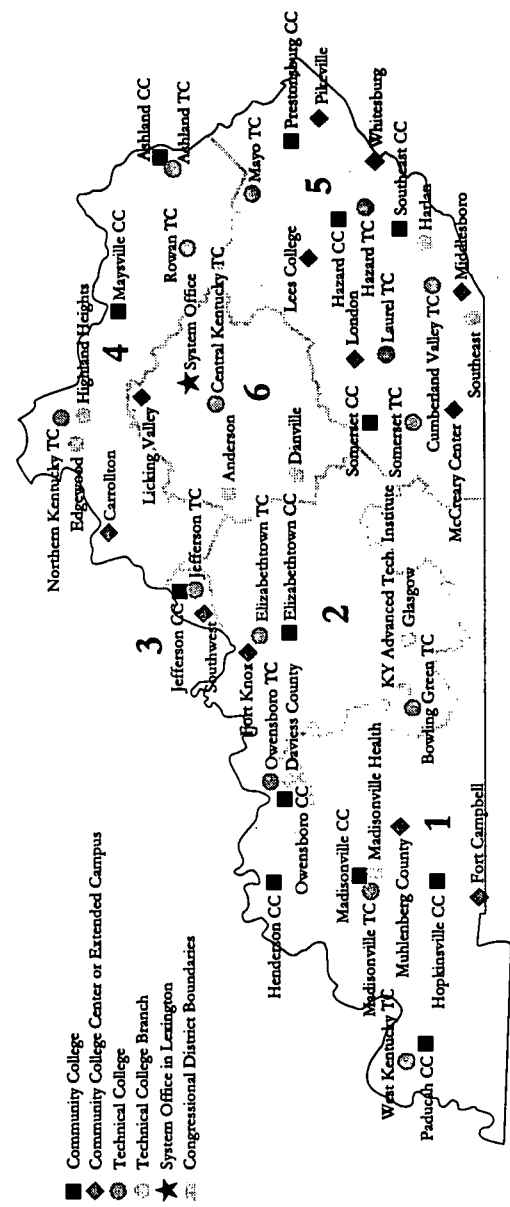 Community College
Community College Center or Extended Campus
Technical College
Technical College Branch
System Office in Lexington
Congressional District Boundaries
Northern Kentucky TC
Edgewood
Highland Heights
Carrollton
4
Maysville CC
Ashland CC
Ashland TC
Licking Valley
Rowan TC
System Office
Central Kentucky TC
Mayo TC
3
Jefferson CC
Jefferson TC
Southwest
Anderson
6
Lees College
Prestonsburg CC
Pikeville
5
Fort Knox
Elizabethtown TC
Elizabethtown CC
Danville
Hazard CC
Hazard TC
Whitesburg
Owensboro TC
Daviess County
Owensboro CC
2
London
Somerset CC
Laurel TC
Southeast CC
Harlan
Henderson CC
Somerset TC
Cumberland Valley TC
Middlesboro
Madisonville CC
Madisonville TC
Madisonville Health
KY Advanced Tech. Institute
Glasgow
Bowling Green TC
McCreary Center
Southeast
Muhlenberg County
1
Hopkinsville CC
Fort Campbell
West Kentucky TC
Paducah CC